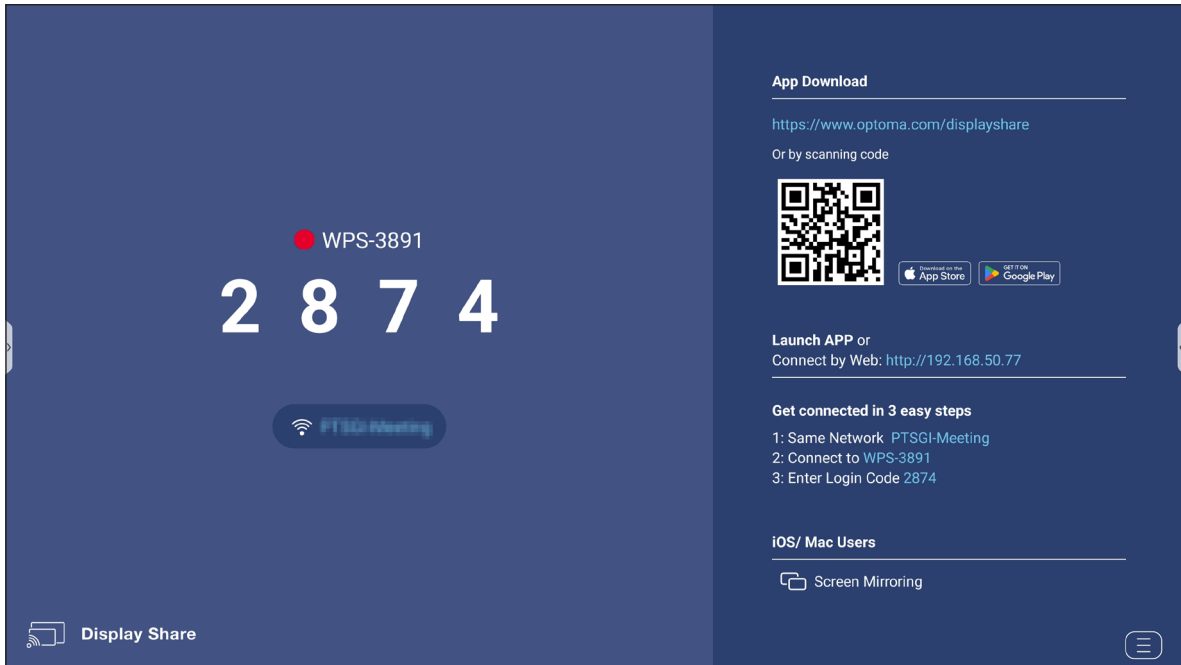 WPS-3891
2 8 7 4
Display Share
App Download
https://www.optoma.com/displayshare
Or by scanning code
Download on the
App Store
GET IT ON
Google Play
Launch APP or
Connect by Web: http://192.168.50.77
Get connected in 3 easy steps
1: Same Network PTSGI-Meeting
2: Connect to WPS-3891
3: Enter Login Code 2874
iOS/ Mac Users
Screen Mirroring